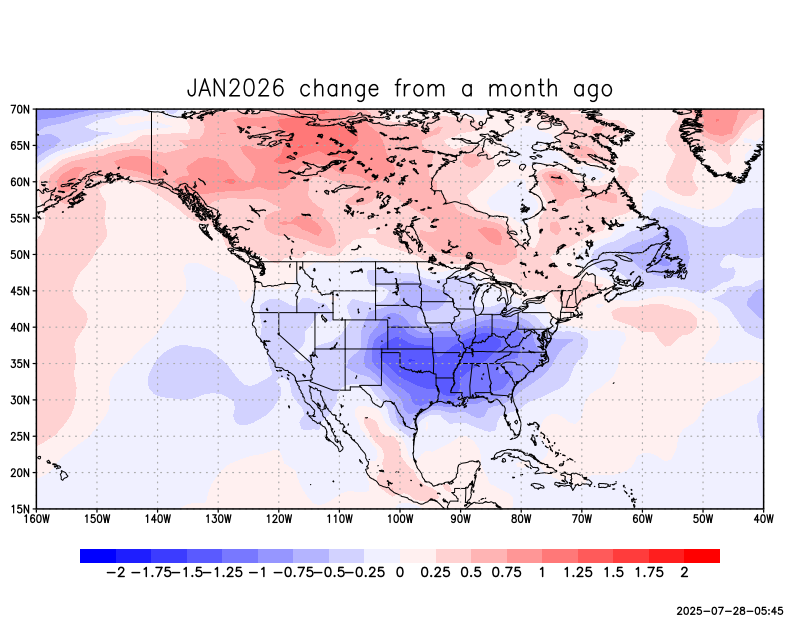 JAN2026 change from a month ago
70N
65N
60N
55N
50N
45N
40N
35N
30N
25N
20N
15N
160W 150W 140W 130W 120W 110W 100W 90W 80W 70W 60W 50W 40W
−2 −1.75 −1.5 −1.25 −1 −0.75 −0.5 −0.25 0 0.25 0.5 0.75 1 1.25 1.5 1.75 2
2025-07-28-05:45